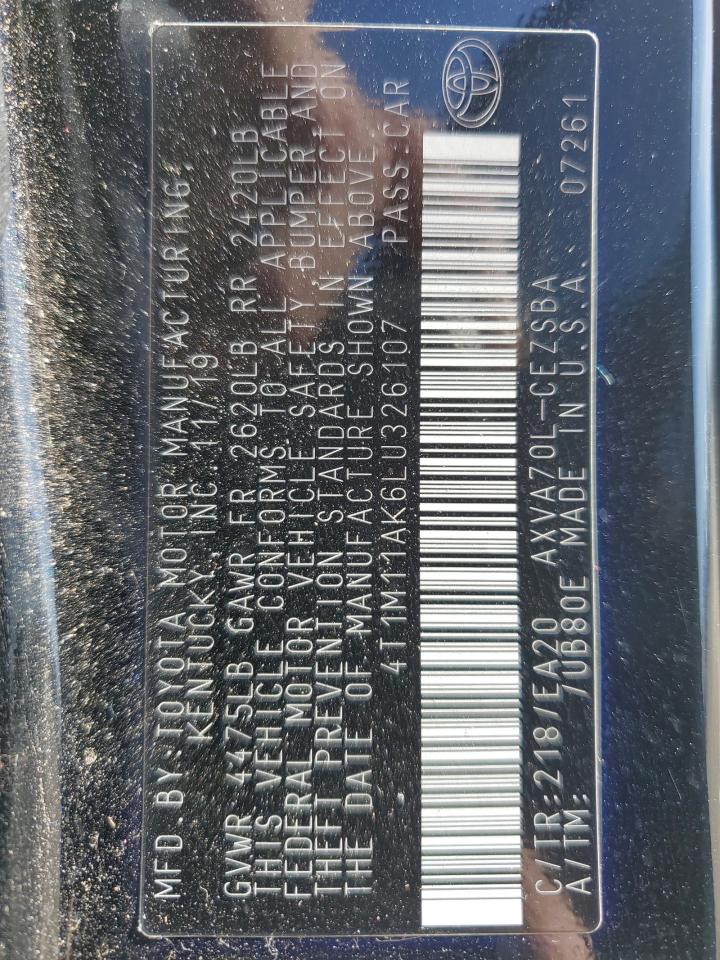 MFD.BY:TOYOTA MOTOR MANUFACTURING,
KENTUCKY, INC. 11/19
GVWR 4475LB GAWR FR 2620LB RR 2420LB
THIS VEHICLE CONFORMS TO ALL APPLICABLE
FEDERAL MOTOR VEHICLE SAFETY, BUMPER, AND
THEFT PREVENTION STANDARDS IN EFFECT ON
THE DATE OF MANUFACTURE SHOWN ABOVE.
4T1M11AK6LU326107 PASS.CAR
C/TR:218/EA20 AXVA70L-CEZSBA 07261
A/TM: /UB80E MADE IN U.S.A.